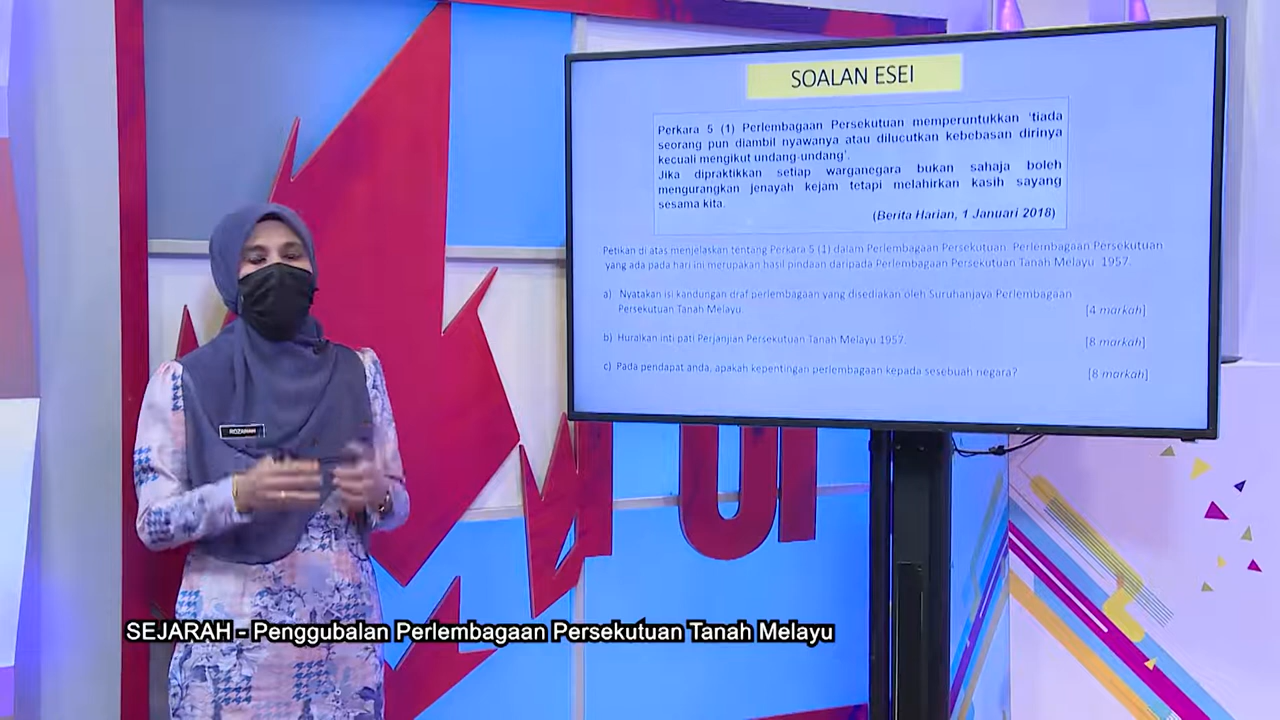 SOALAN ESEI
Perkara 5 (1) Perlembagaan Persekutuan memperuntukkan 'tiada
seorang pun diambil nyawanya atau dilucutkan kebebasan dirinya
kecuali mengikut undang-undang'.
Jika dipraktikkan setiap warganegara bukan sahaja boleh
mengurangkan jenayah kejam tetapi melahirkan kasih sayang
sesama kita.
(Berita Harian, 1 Januari 2018)
Petikan di atas menjelaskan tentang Perkara 5 (1) dalam Perlembagaan Persekutuan. Perlembagaan Persekutuan
yang ada pada hari ini merupakan hasil pindaan daripada Perlembagaan Persekutuan Tanah Melayu 1957.
a) Nyatakan isi kandungan draf perlembagaan yang disediakan oleh Suruhanjaya Perlembagaan
Persekutuan Tanah Melayu. [4 markah]
b) Huraikan inti pati Perjanjian Persekutuan Tanah Melayu 1957. [8 markah]
c) Pada pendapat anda, apakah kepentingan perlembagaan kepada sesebuah negara? [8 markah]
ROZARIAH
SEJARAH - Penggubalan Perlembagaan Persekutuan Tanah Melayu